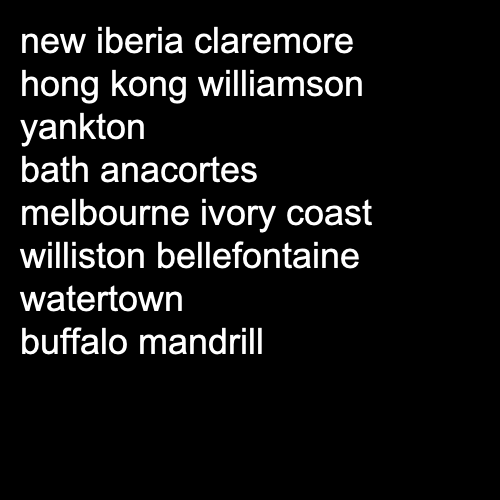 new iberia claremore
hong kong williamson
yankton
bath anacortes
melbourne ivory coast
williston bellefontaine
watertown
buffalo mandrill